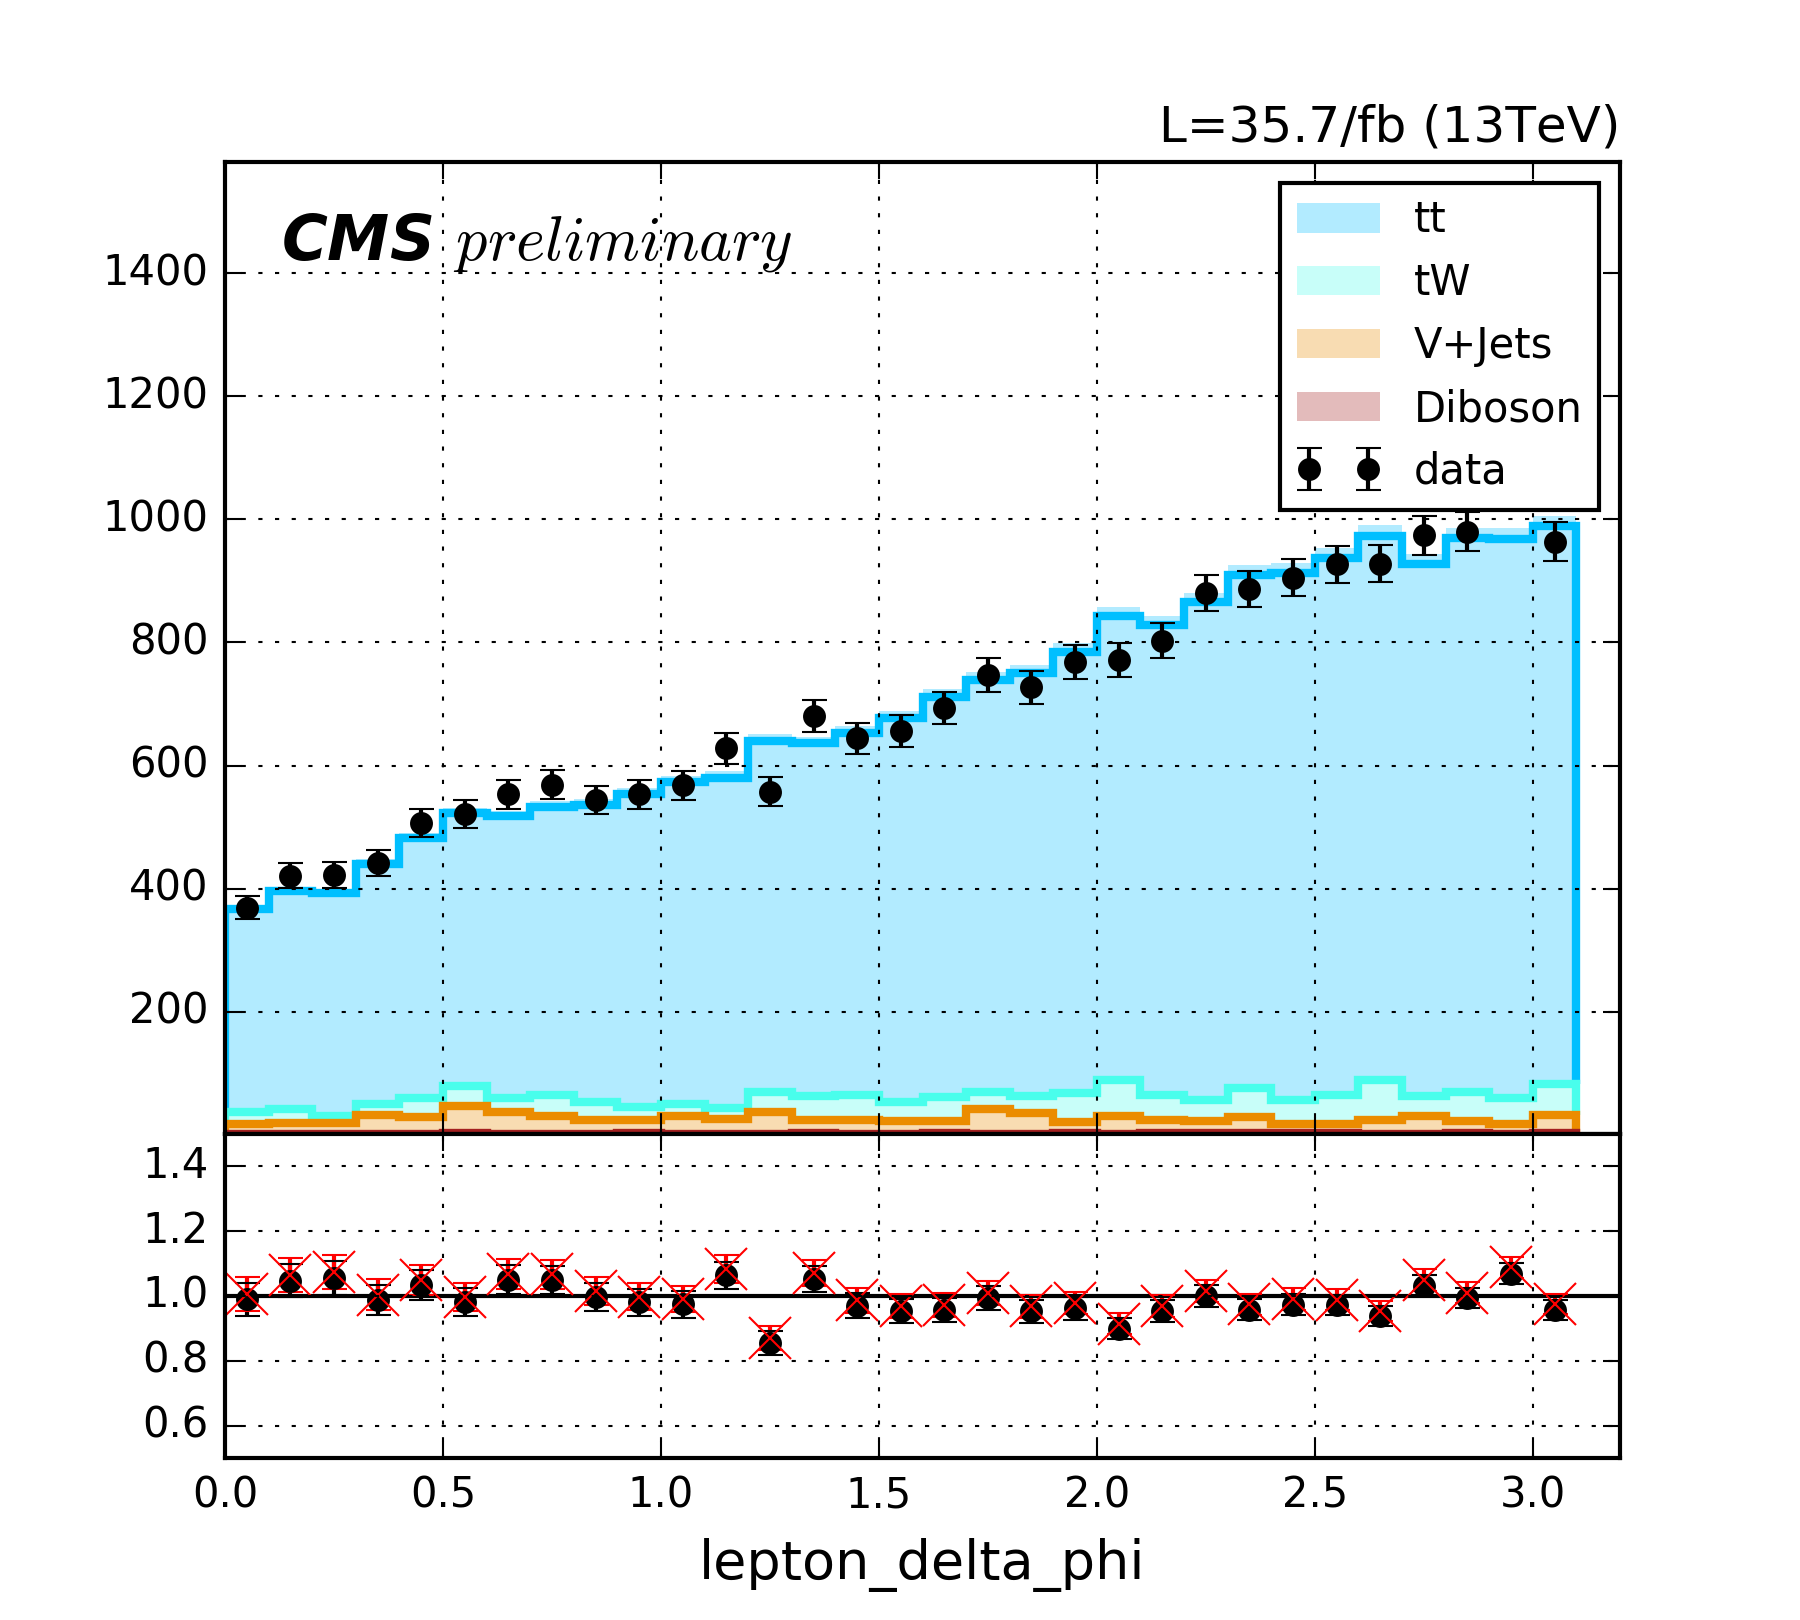 L=35.7/fb (13TeV)
CMS preliminary
tt
tW
V+Jets
Diboson
data
1400
1200
1000
800
600
400
200
1.4
1.2
1.0
0.8
0.6
0.0 0.5 1.0 1.5 2.0 2.5 3.0
lepton_delta_phi